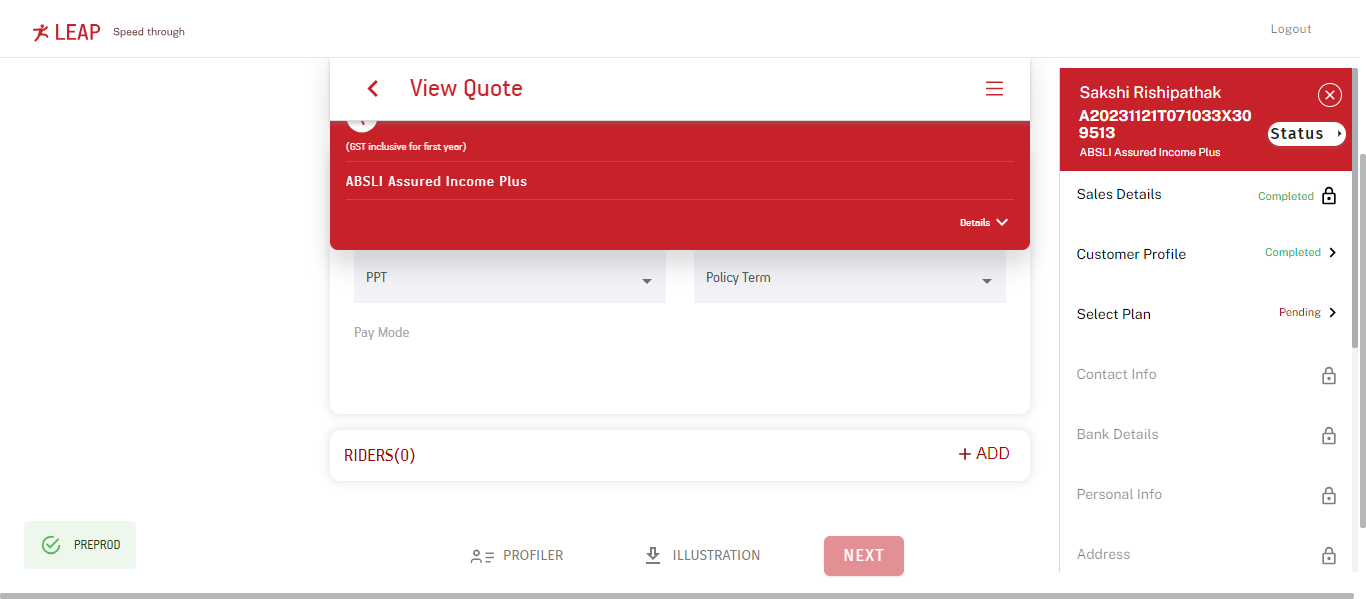 LEAP Speed through
Logout
View Quote
(GST inclusive for first year)
ABSLI Assured Income Plus
Details
PPT
Policy Term
Pay Mode
RIDERS(0)
+ ADD
PREPROD
PROFILER
ILLUSTRATION
NEXT
Sakshi Rishipathak
A20231121T071033X30
9513
ABSLI Assured Income Plus
Status
Sales Details Completed
Customer Profile Completed
Select Plan Pending
Contact Info
Bank Details
Personal Info
Address